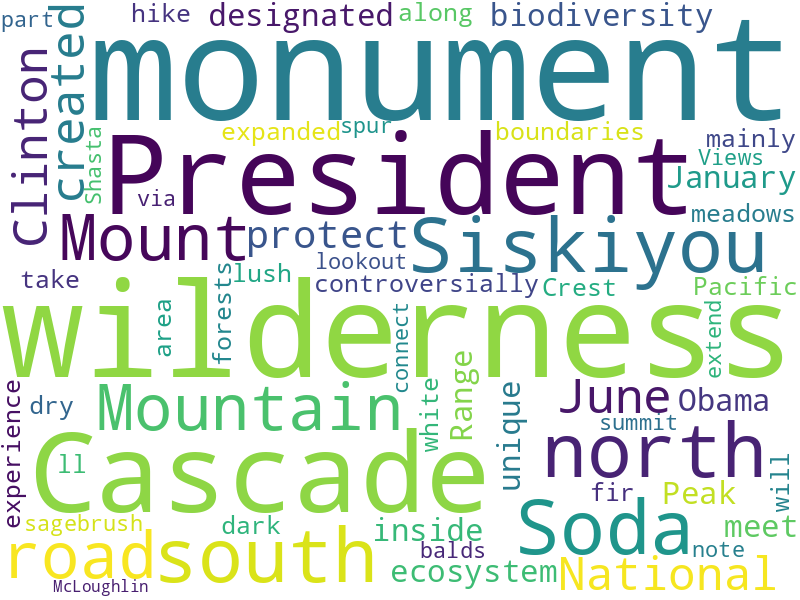 part
hike
designated
along
biodiversity
Clinton
created
monument
Shasta
expanded
spur
boundaries
mainly
President
Views
January
via
meadows
Mount
protect
Siskiyou
lookout
take
lush
controversially
Crest
Pacific
wilderness
area
forests
connect
extend
experience
dry
Mountain
white
Range
unique
June
Obama
summit
north
will
Cascade
ll
fir
Peak
sagebrush
dark
inside
Soda
meet
road
south
balds
note
McLoughlin
ecosystem
National